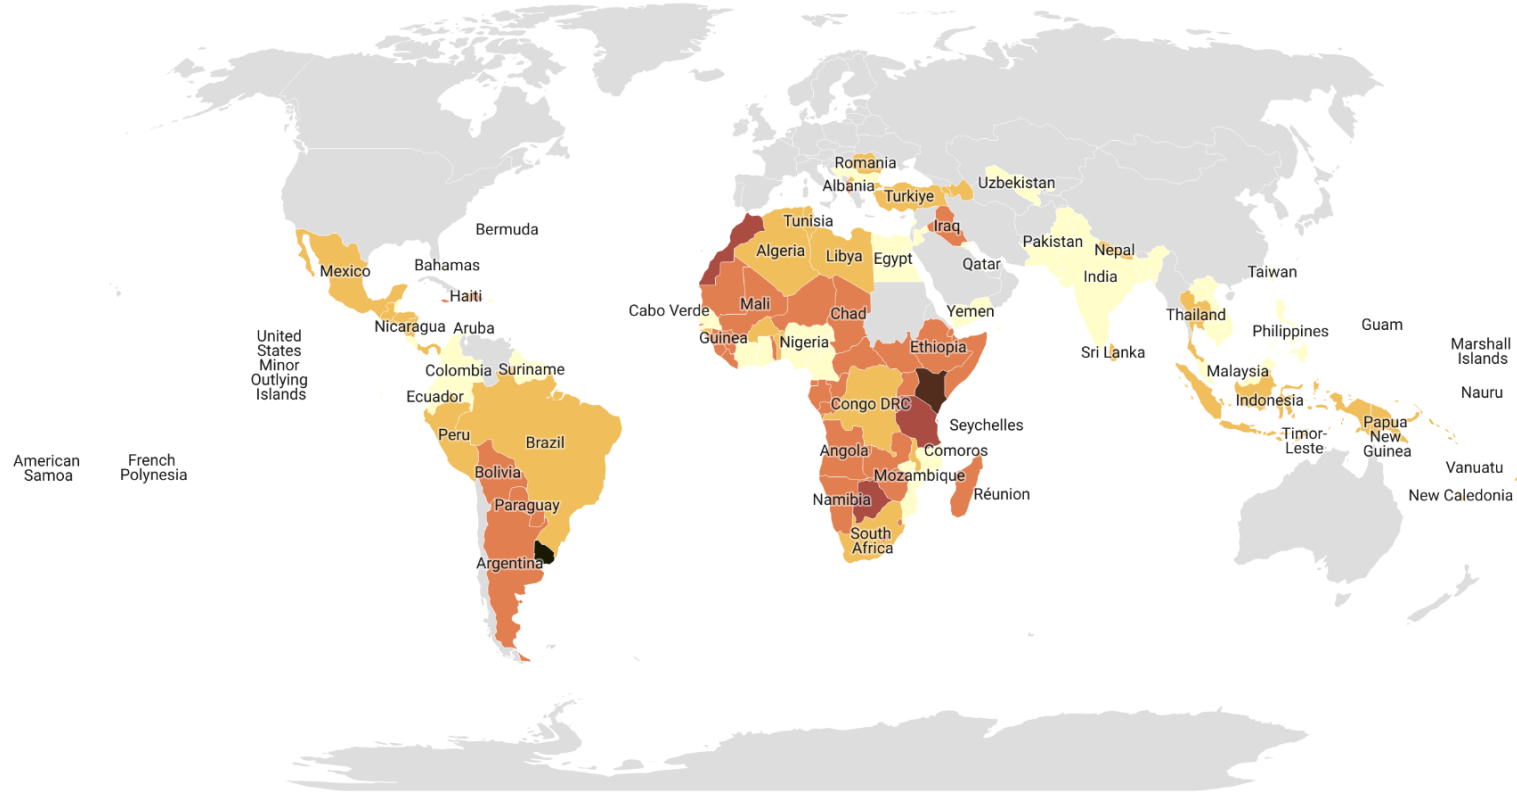 Romania
Albania
Turkiye
Uzbekistan
Tunisia
Iraq
Bermuda
Algeria
Libya
Egypt
Pakistan
Nepal
Bahamas
Qatar
India
Taiwan
Mexico
Haiti
Mali
Cabo Verde
Chad
Yemen
Thailand
Guam
Nicaragua
Aruba
Guinea
Nigeria
Ethiopia
Philippines
United
States
Minor
Outlying
Islands
Marshall
Islands
Sri Lanka
Colombia
Suriname
Malaysia
Ecuador
Congo DRC
Indonesia
Nauru
Peru
Brazil
Seychelles
Papua
New
Guinea
Timor-
Leste
Angola
Comoros
American
Samoa
French
Polynesia
Bolivia
Mozambique
Vanuatu
Paraguay
Namibia
Réunion
New Caledonia
South
Africa
Argentina